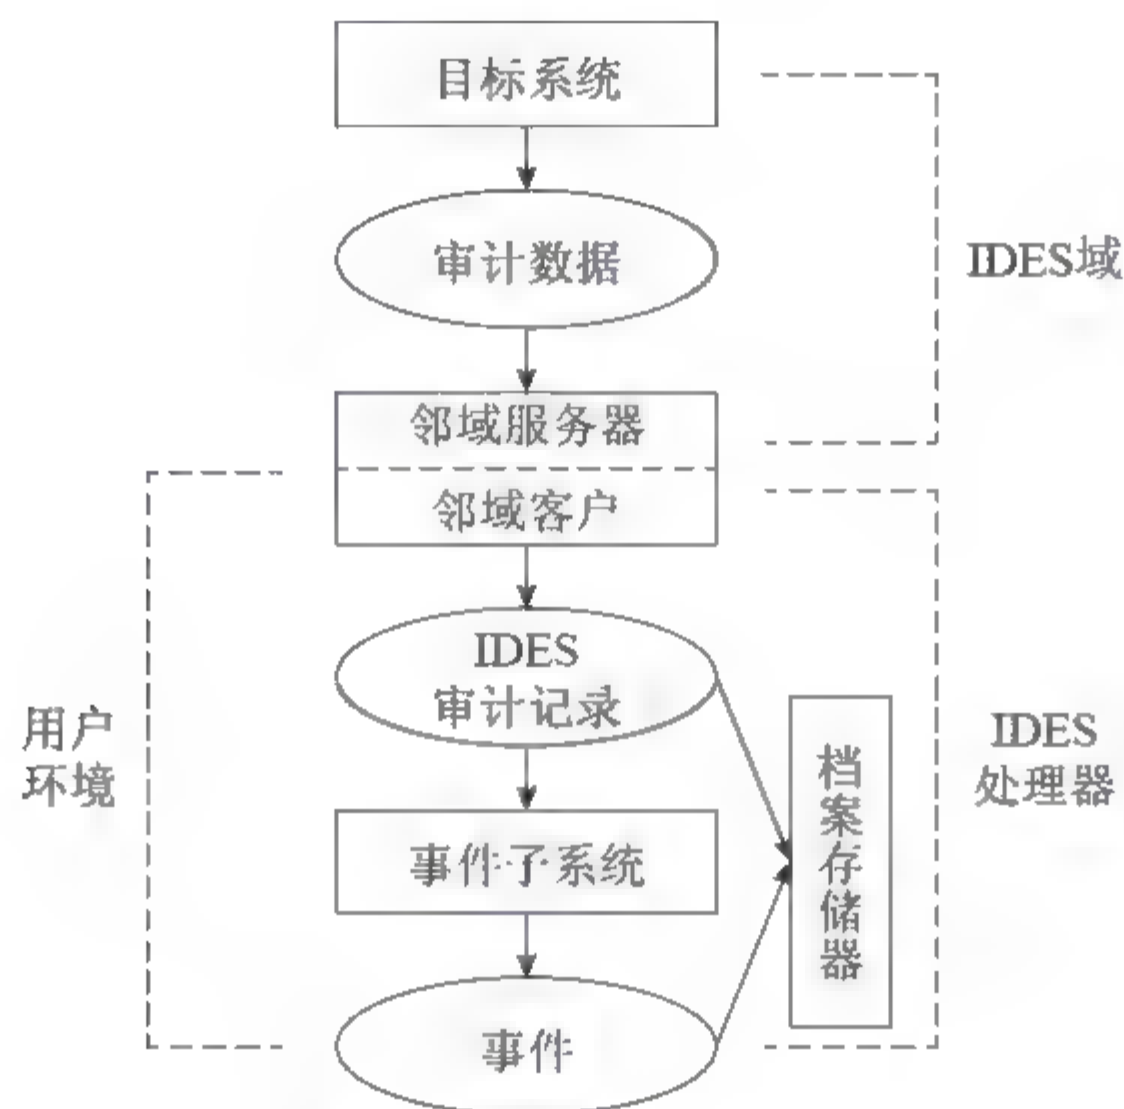 目标系统
审计数据
IDES域
邻域服务器
邻域客户
IDES
审计记录
用户
环境
IDES
处理器
档
案
存
储
器
事件子系统
事件